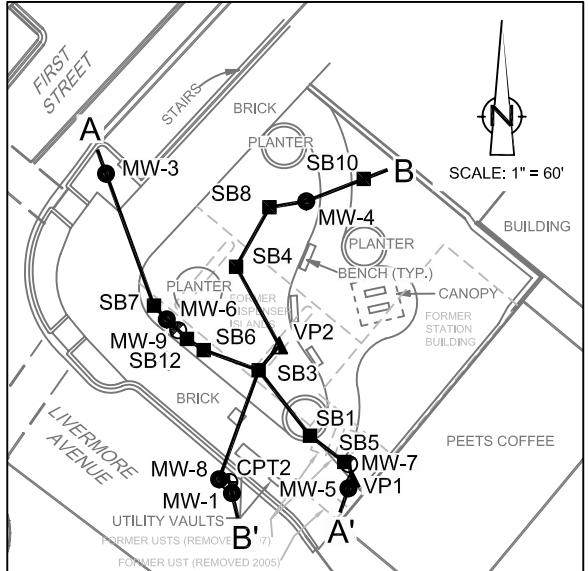 FIRST
STREET
STAIRS
A
MW-3
BRICK
PLANTER
SB10
B
SCALE: 1" = 60'
N
SB8
MW-4
BUILDING
SB4
PLANTER
BENCH (TYP.)
CANOPY
PLANTER
SB7
MW-6
FORMER
DISPENSER
ISLANDS
FORMER
STATION
BUILDING
MW-9
SB6
VP2
SB12
SB3
BRICK
SB1
LIVERMORE
AVENUE
SB5
PEETS COFFEE
MW-7
MW-8
CPT2
MW-5
VP1
MW-1
UTILITY VAULTS
B'
A'
FORMER USTS (REMOVED
FORMER UST (REMOVED 2005)